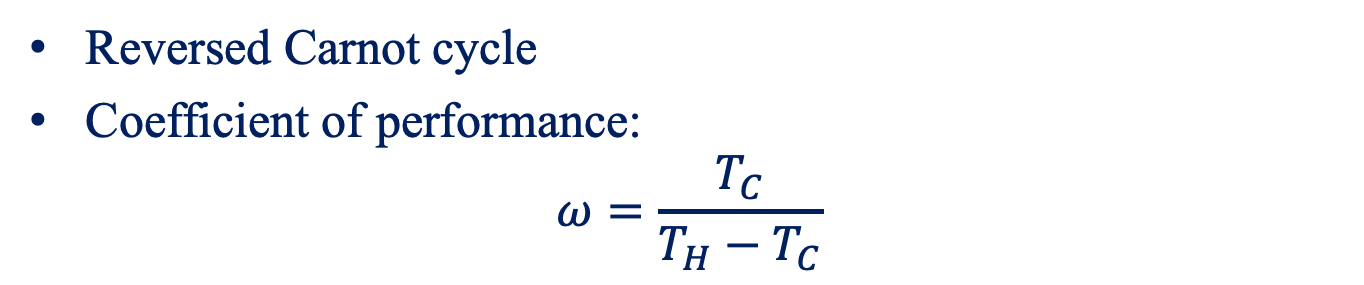 • Reversed Carnot cycle
• Coefficient of performance:
ω = T_C / (T_H − T_C)